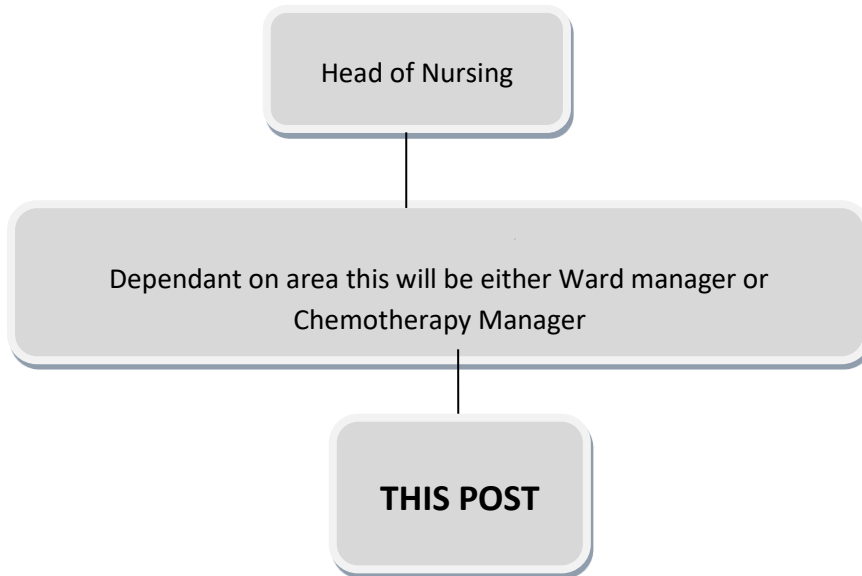 Head of Nursing
Dependant on area this will be either Ward manager or
Chemotherapy Manager
THIS POST